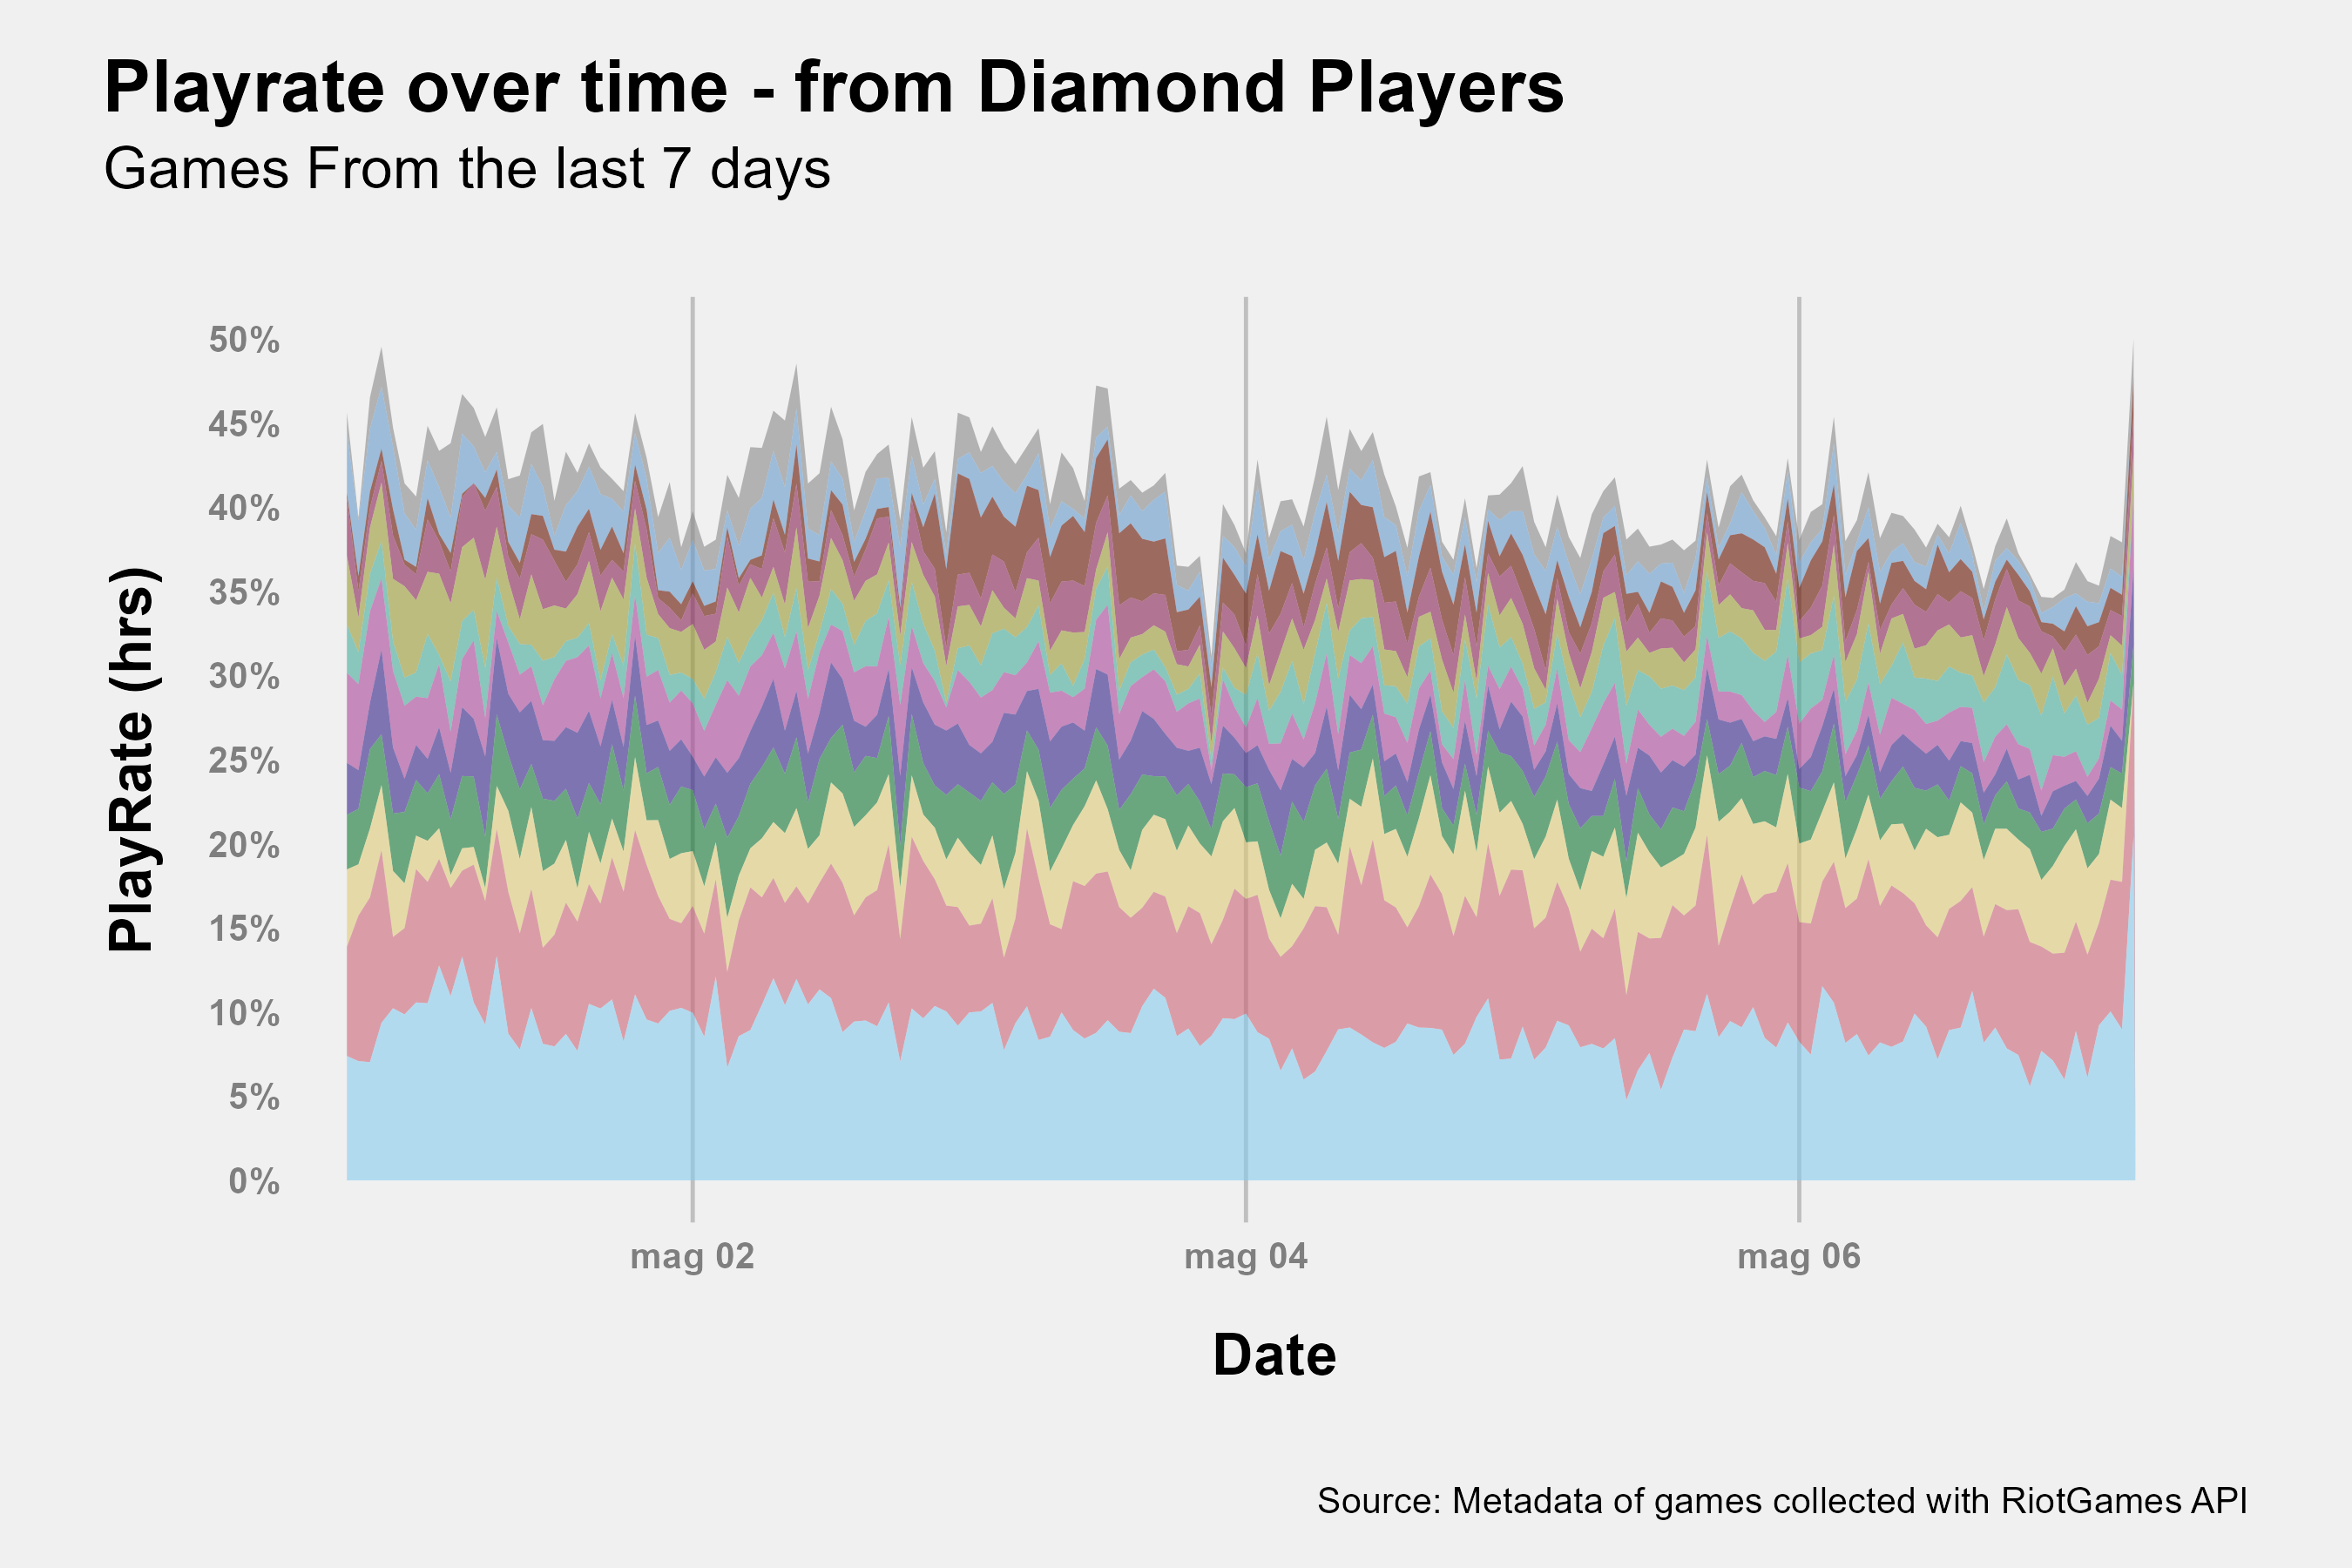 Playrate over time - from Diamond Players
Games From the last 7 days
PlayRate (hrs)
50%
45%
40%
35%
30%
25%
20%
15%
10%
5%
0%
mag 02
mag 04
mag 06
Date
Source: Metadata of games collected with RiotGames API